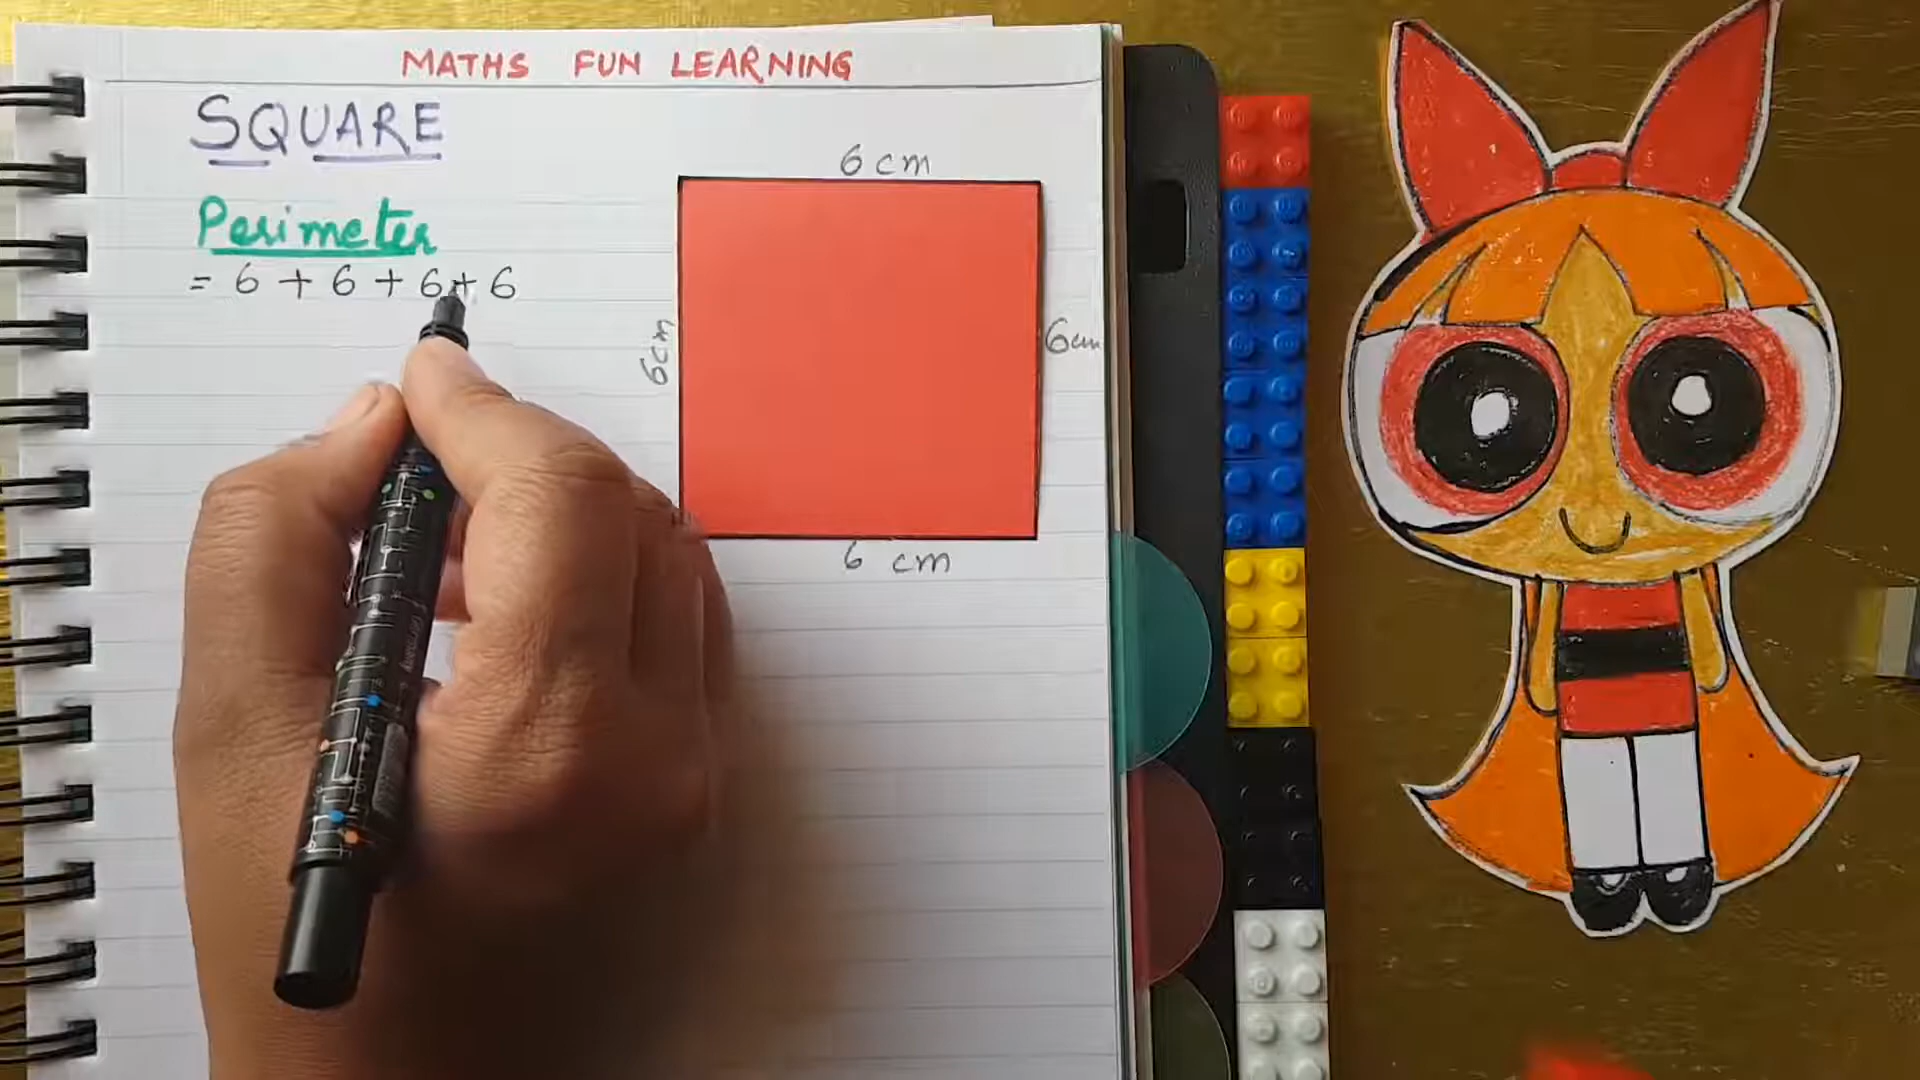 MATHS FUN LEARNING
SQUARE
6 cm
Perimeter
= 6 + 6 + 6 + 6
6cm
6cm
6 cm